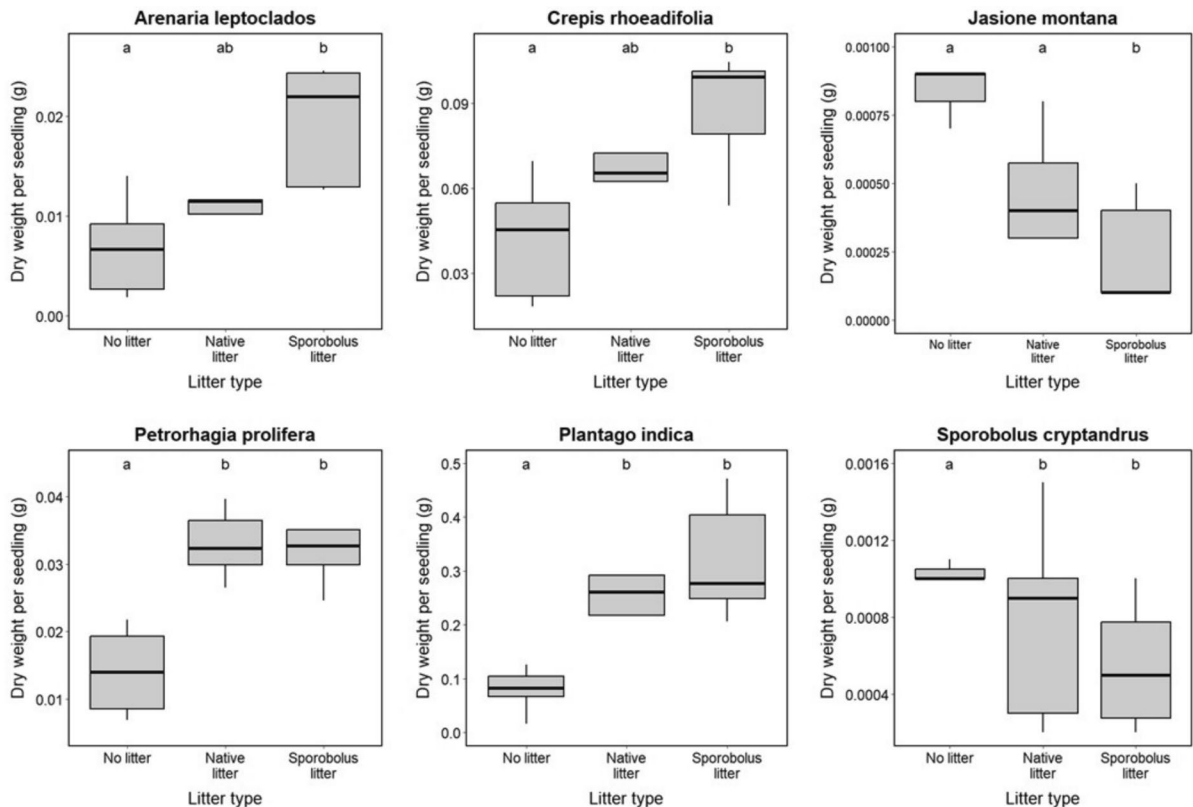 Arenaria leptoclados
a ab b
Dry weight per seedling (g)
0.02
0.01
0.00
No litter
Native
litter
Sporobolus
litter
Litter type
Crepis rhoeadifolia
a ab b
Dry weight per seedling (g)
0.09
0.06
0.03
No litter
Native
litter
Sporobolus
litter
Litter type
Jasione montana
a a b
Dry weight per seedling (g)
0.00100
0.00075
0.00050
0.00025
0.00000
No litter
Native
litter
Sporobolus
litter
Litter type
Petrorhagia prolifera
a b b
Dry weight per seedling (g)
0.04
0.03
0.02
0.01
No litter
Native
litter
Sporobolus
litter
Litter type
Plantago indica
a b b
Dry weight per seedling (g)
0.5
0.4
0.3
0.2
0.1
0.0
No litter
Native
litter
Sporobolus
litter
Litter type
Sporobolus cryptandrus
a b b
Dry weight per seedling (g)
0.0016
0.0012
0.0008
0.0004
No litter
Native
litter
Sporobolus
litter
Litter type